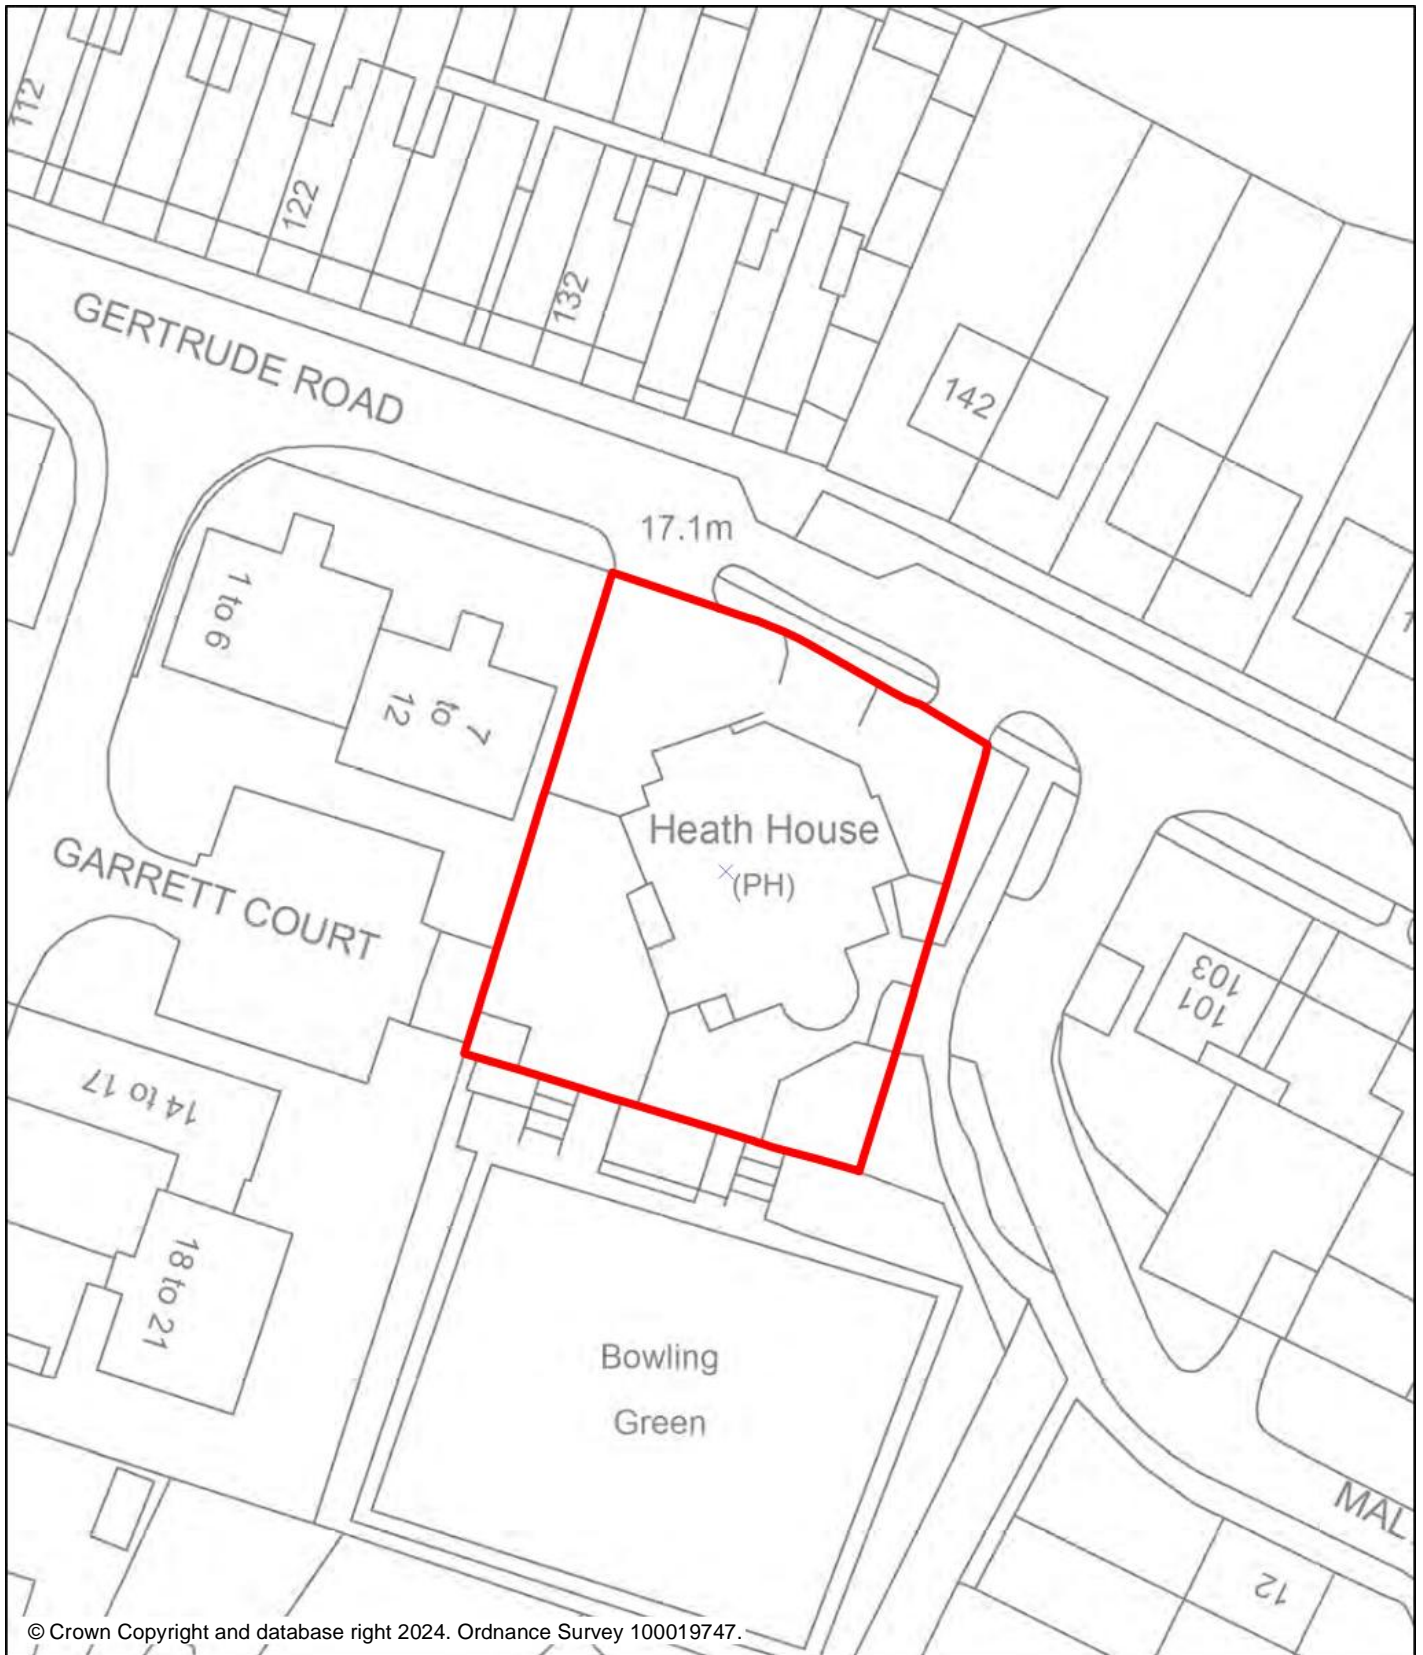 112
122
132
GERTRUDE ROAD
142
17.1m
1 to 6
7
to
12
Heath House
(PH)
GARRETT COURT
103
101
14 to 17
18 to 21
Bowling
Green
MAL
12
© Crown Copyright and database right 2024. Ordnance Survey 100019747.